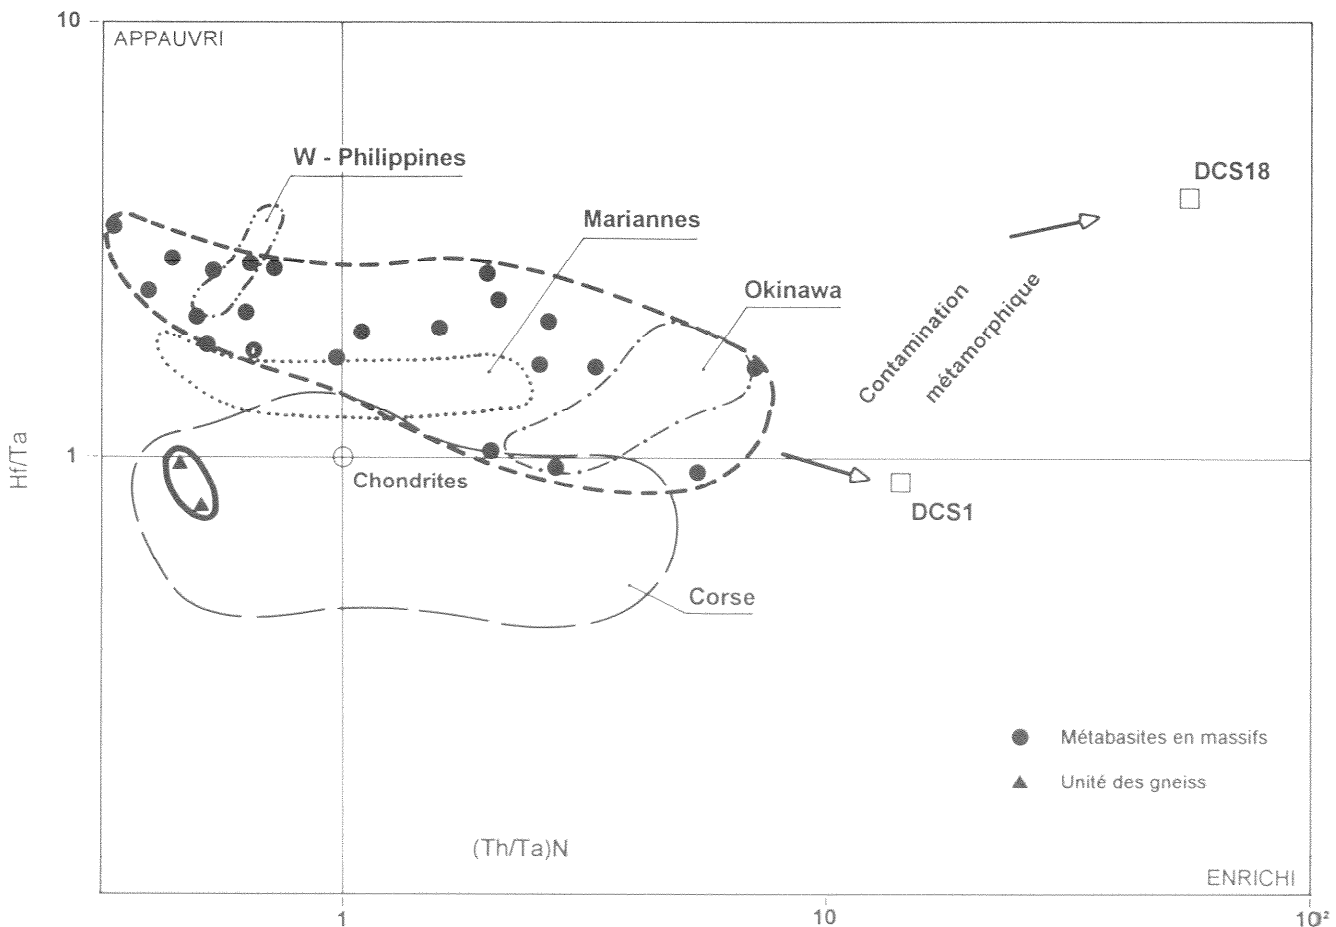 10
APPAUVRI
W - Philippines
DCS18
Mariannes
Okinawa
Contamination
métamorphique
Hf/Ta
1
Chondrites
DCS1
Corse
Métabasites en massifs
Unité des gneiss
(Th/Ta)N
ENRICHI
1
10
10²